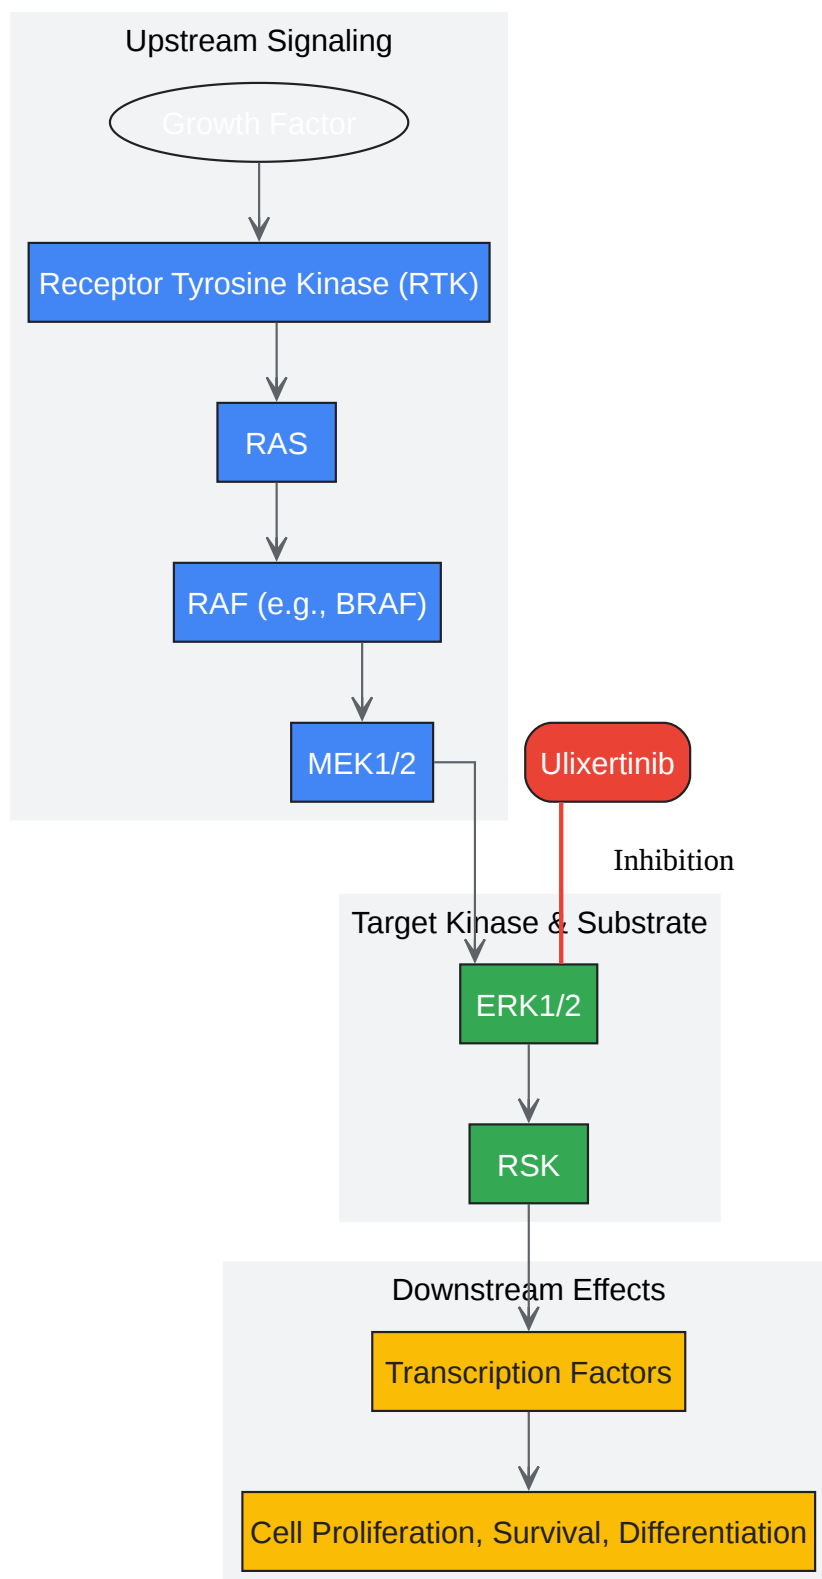 Upstream Signaling
Growth Factor
Receptor Tyrosine Kinase (RTK)
RAS
RAF (e.g., BRAF)
MEK1/2
Ulixertinib
Inhibition
Target Kinase & Substrate
ERK1/2
RSK
Downstream Effects
Transcription Factors
Cell Proliferation, Survival, Differentiation